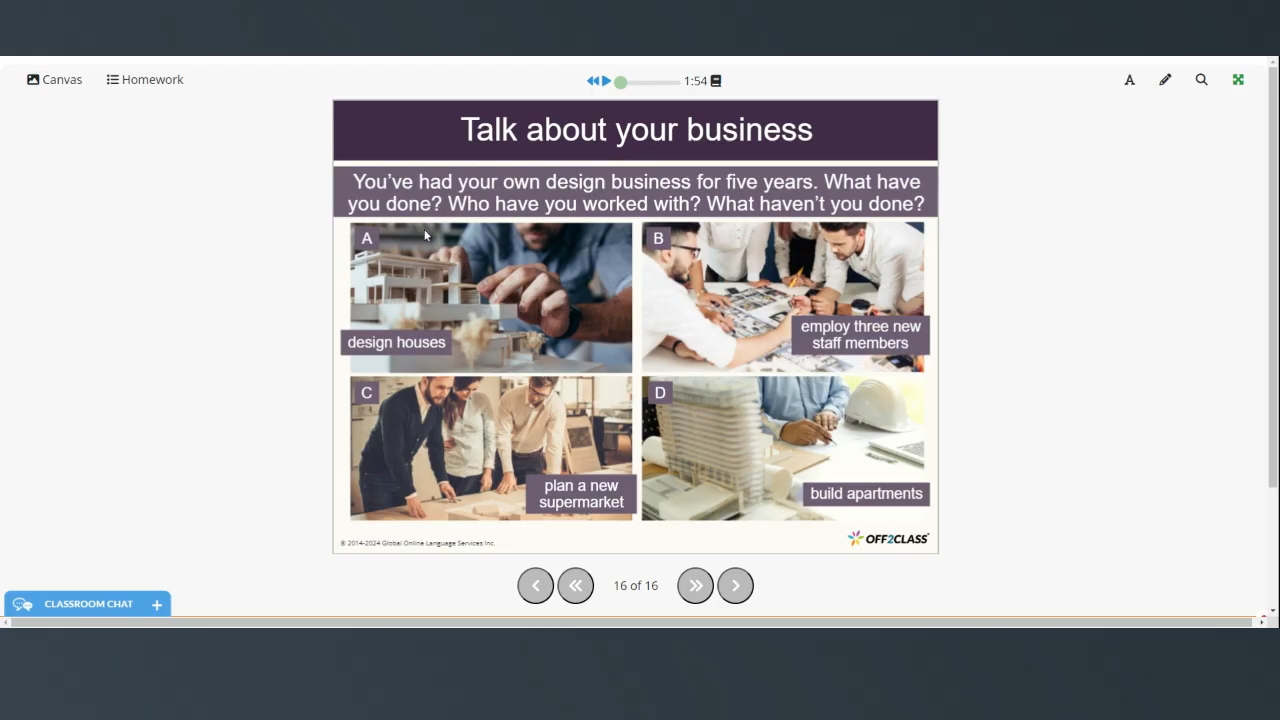 Canvas
Homework
1:54
A
Talk about your business
You've had your own design business for five years. What have
you done? Who have you worked with? What haven't you done?
A
design houses
B
employ three new
staff members
C
plan a new
supermarket
D
build apartments
© 2014-2024 Global Online Language Services Inc.
OFF2CLASS
16 of 16
CLASSROOM CHAT +